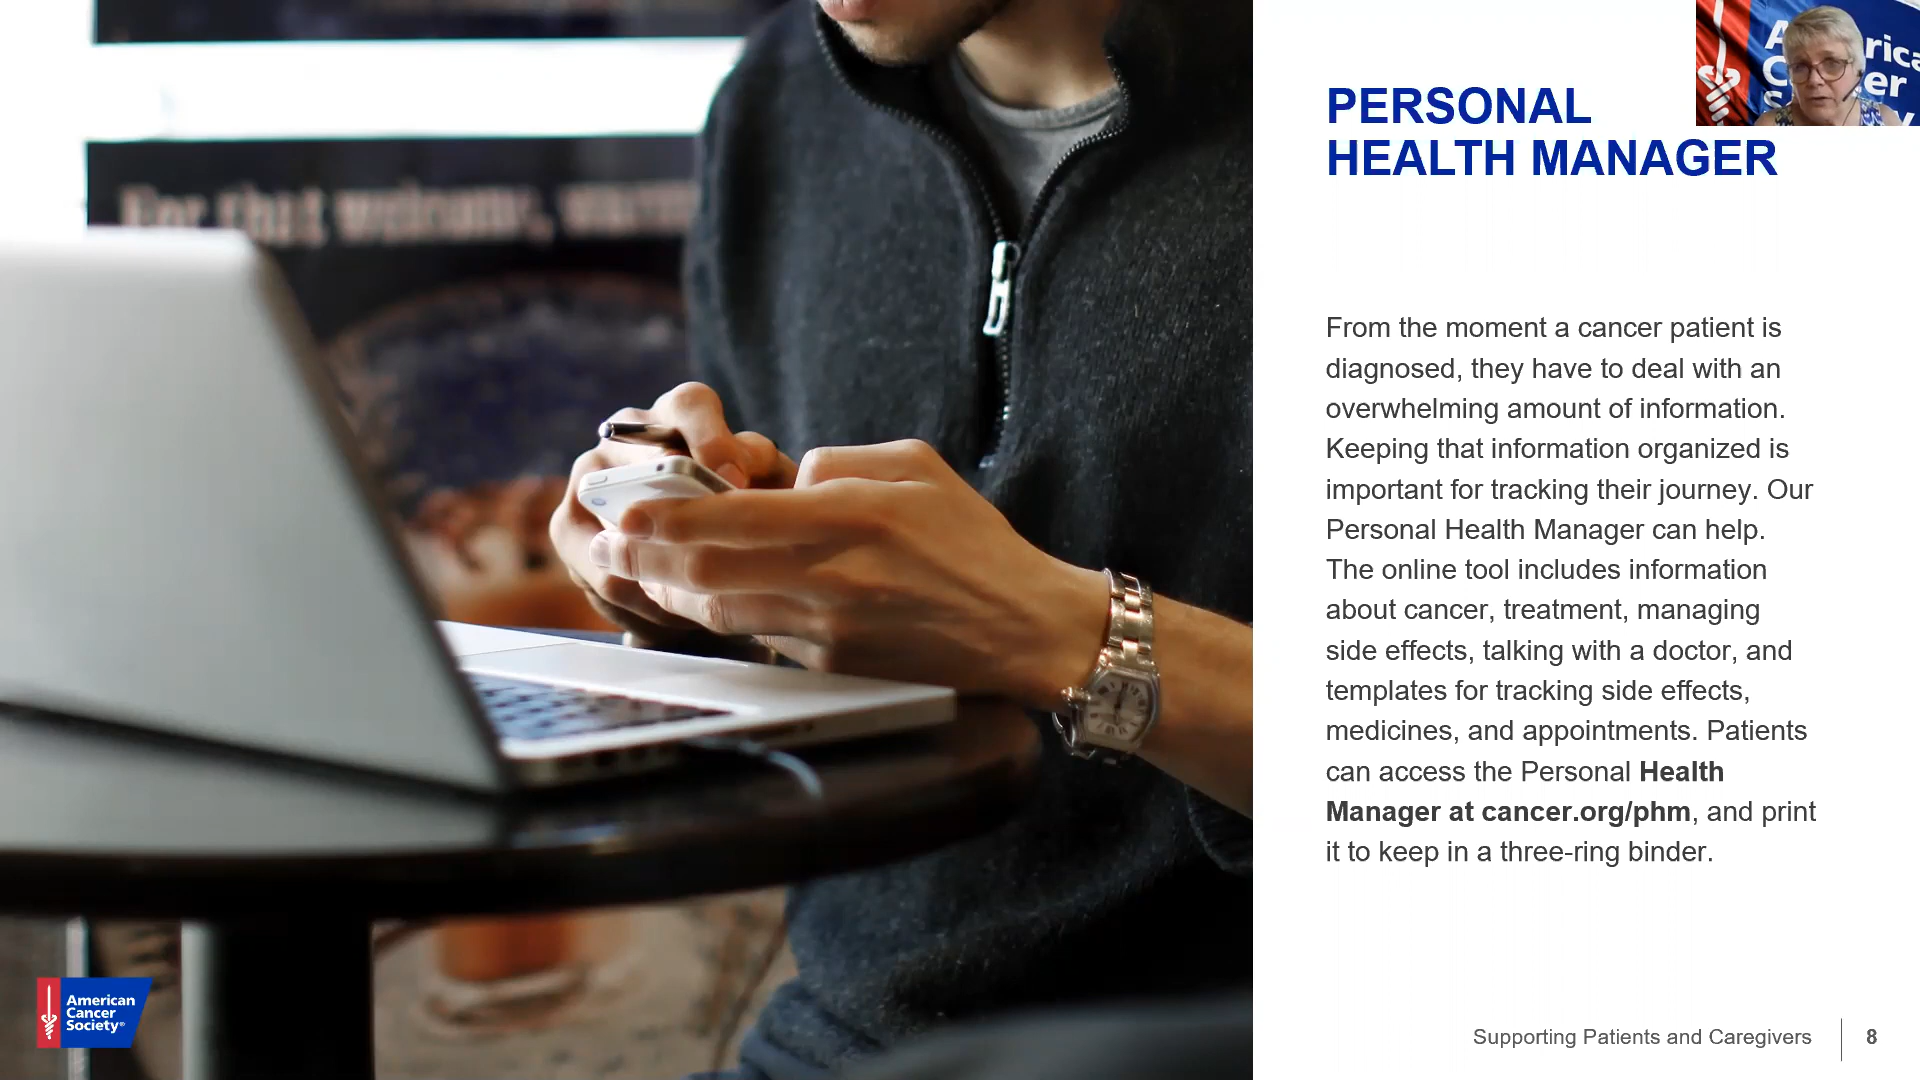 PERSONAL
HEALTH MANAGER
From the moment a cancer patient is
diagnosed, they have to deal with an
overwhelming amount of information.
Keeping that information organized is
important for tracking their journey. Our
Personal Health Manager can help.
The online tool includes information
about cancer, treatment, managing
side effects, talking with a doctor, and
templates for tracking side effects,
medicines, and appointments. Patients
can access the Personal Health
Manager at cancer.org/phm, and print
it to keep in a three-ring binder.
For that welcome,
American
Cancer
Society®
Supporting Patients and Caregivers 8